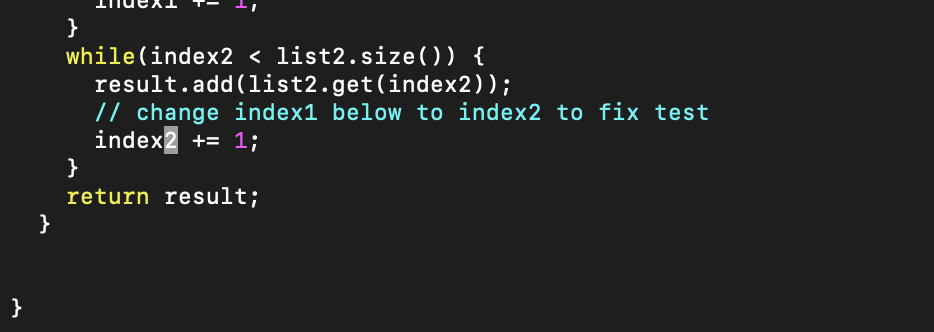 index1 += 1;
}
while(index2 < list2.size()) {
result.add(list2.get(index2));
// change index1 below to index2 to fix test
index2 += 1;
}
return result;
}
}